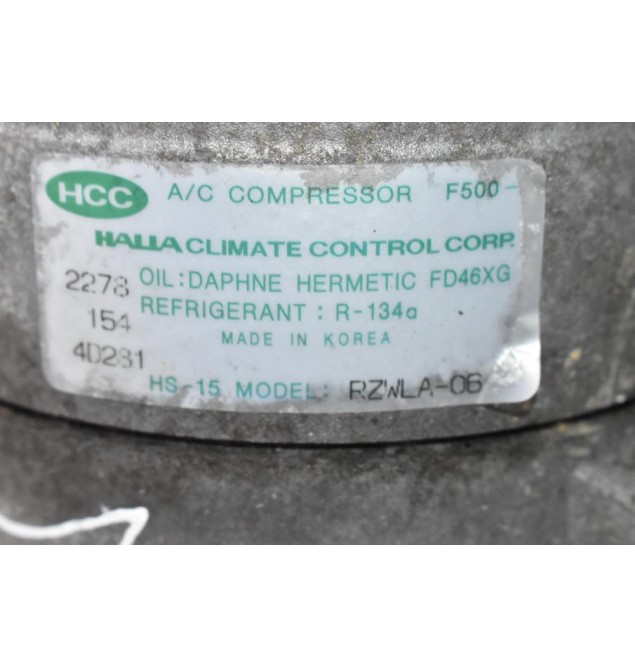 HCC A/C COMPRESSOR F500-
HALLA CLIMATE CONTROL CORP.
2278 OIL:DAPHNE HERMETIC FD46XG
154 REFRIGERANT : R-134a
MADE IN KOREA
4D281
HS-15 MODEL: RZWLA-06